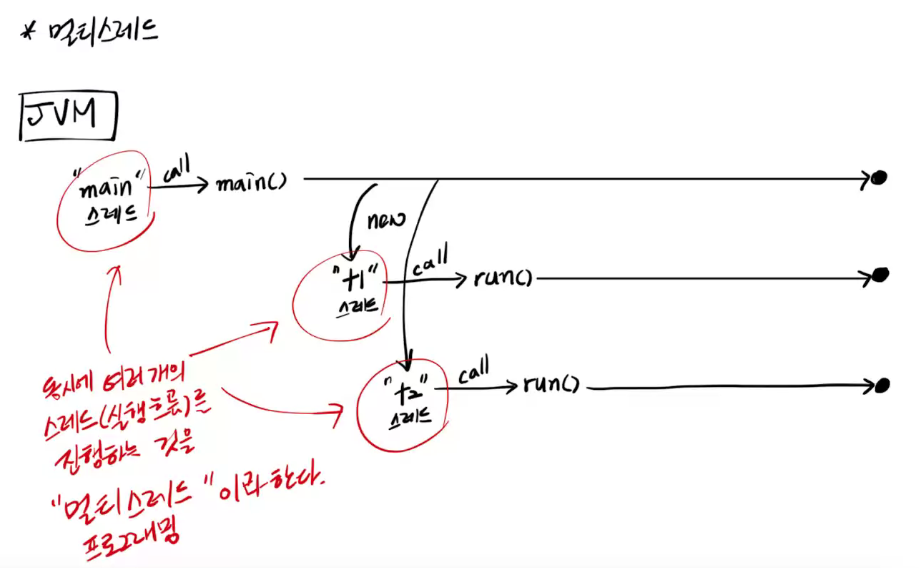 * 멀티스레드
JVM
"main" call main()
스레드
new
"t1" call run()
스레드
"t2" call run()
스레드
동시에 여러 개의
스레드(실행흐름)를
진행하는 것을
"멀티스레드"이라 한다.
프로그래밍